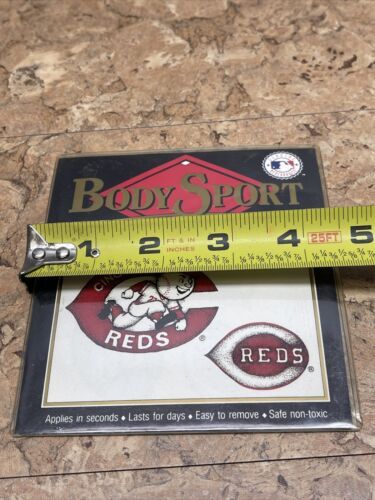 BODY SPORT
1 2 FT & IN INCHES 3 4 25FT 5
CIN
REDS ®
REDS ®
Applies in seconds ♦ Lasts for days ♦ Easy to remove ♦ Safe non-toxic